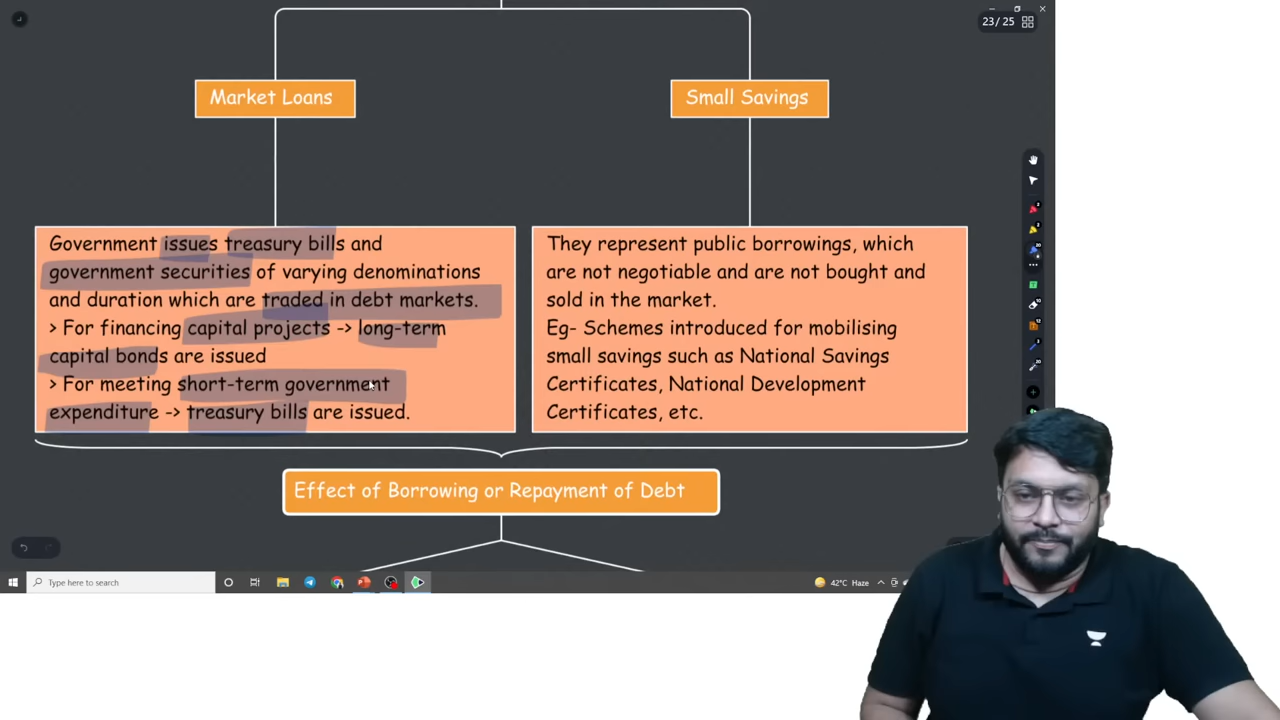 23/ 25
Market Loans
Small Savings
Government issues treasury bills and
government securities of varying denominations
and duration which are traded in debt markets.
> For financing capital projects -> long-term
capital bonds are issued
> For meeting short-term government
expenditure -> treasury bills are issued.
They represent public borrowings, which
are not negotiable and are not bought and
sold in the market.
Eg- Schemes introduced for mobilising
small savings such as National Savings
Certificates, National Development
Certificates, etc.
Effect of Borrowing or Repayment of Debt
Type here to search
42°C Haze